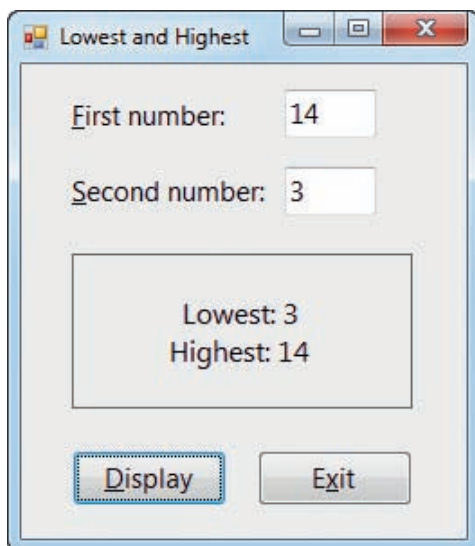 Lowest and Highest
First number: 14
Second number: 3
Lowest: 3
Highest: 14
Display Exit